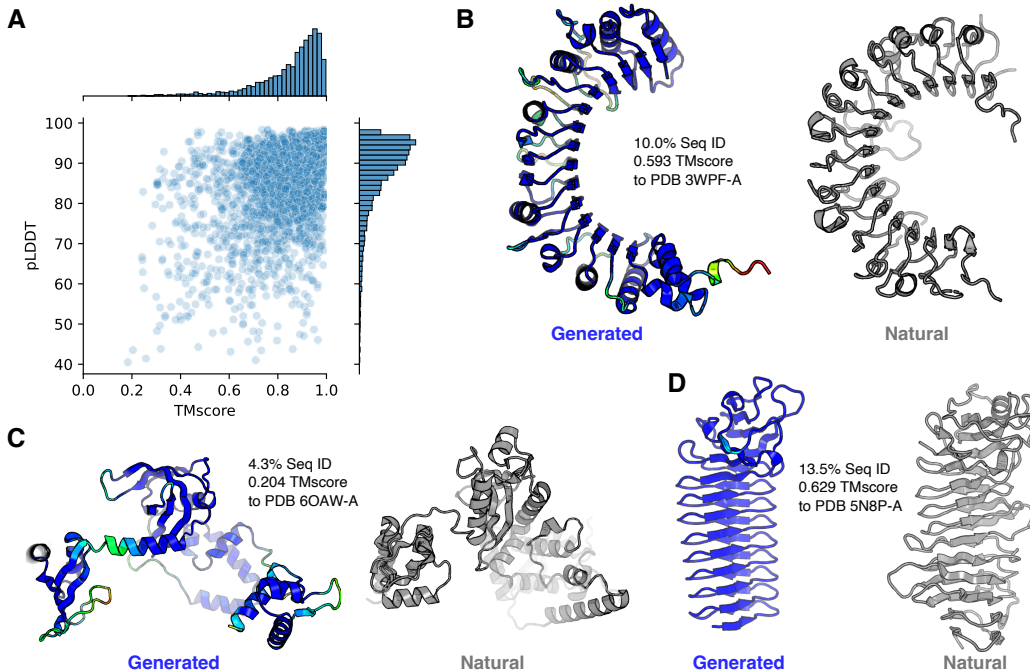 A
100
90
80
70
60
50
40
pLDDT
0.0 0.2 0.4 0.6 0.8 1.0
TMscore
B
10.0% Seq ID
0.593 TMscore
to PDB 3WPF-A
Generated
Natural
C
4.3% Seq ID
0.204 TMscore
to PDB 6OAW-A
Generated
Natural
D
13.5% Seq ID
0.629 TMscore
to PDB 5N8P-A
Generated
Natural